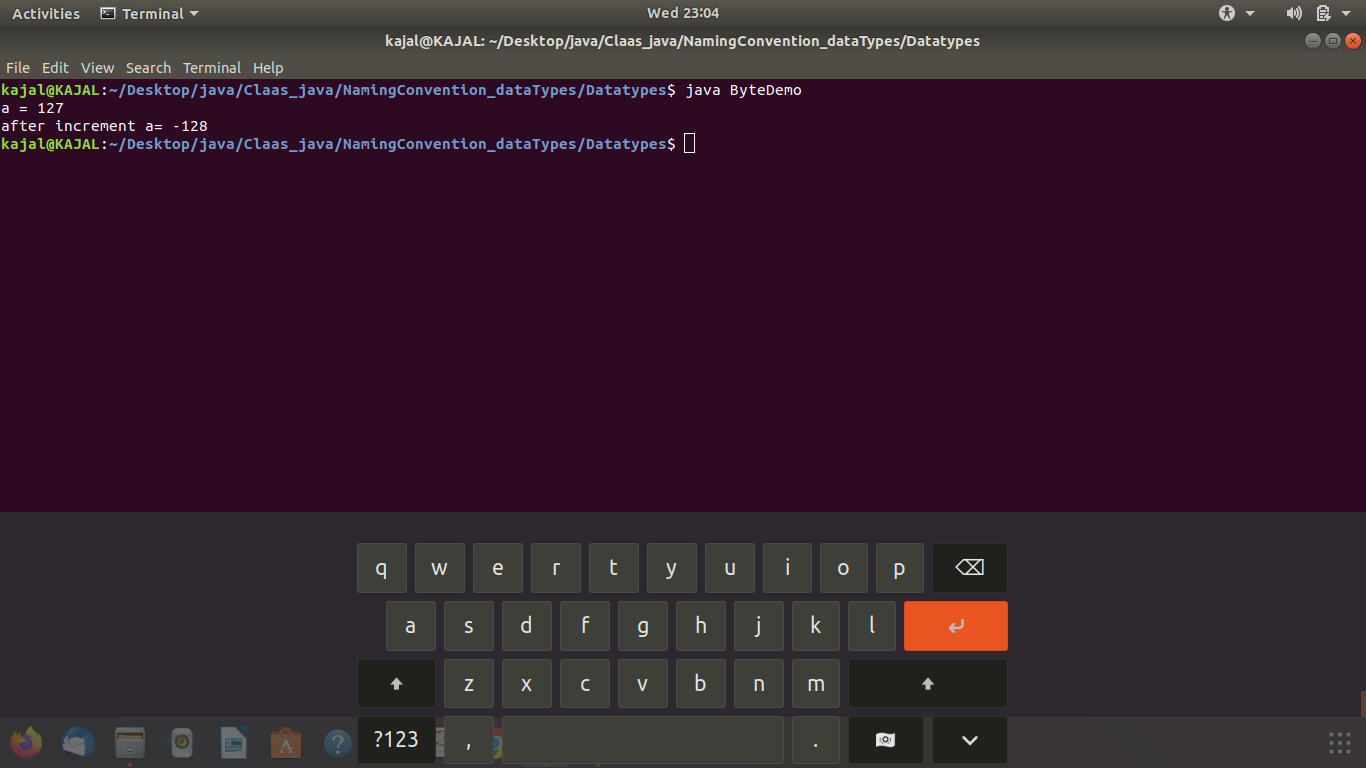 Activities Terminal Wed 23:04
kajal@KAJAL: ~/Desktop/java/Claas_java/NamingConvention_dataTypes/Datatypes
File Edit View Search Terminal Help
kajal@KAJAL:~/Desktop/java/Claas_java/NamingConvention_dataTypes/Datatypes$ java ByteDemo
a = 127
after increment a= -128
kajal@KAJAL:~/Desktop/java/Claas_java/NamingConvention_dataTypes/Datatypes$
q w e r t y u i o p
a s d f g h j k l
z x c v b n m
?123 , .